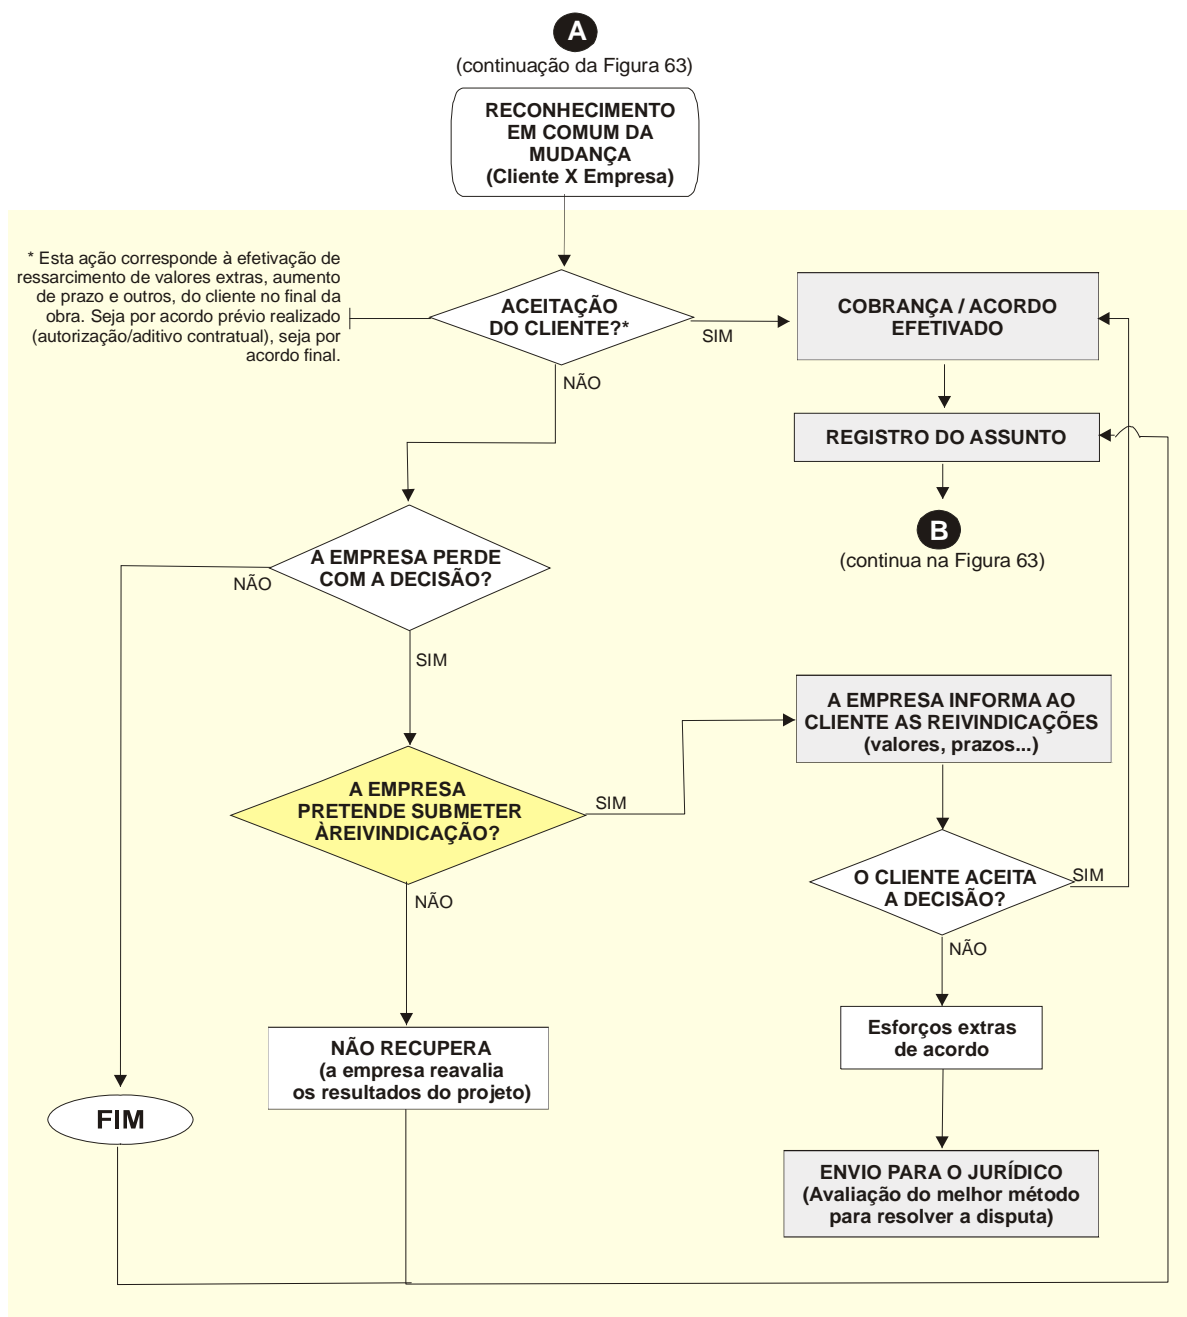 A
(continuação da Figura 63)
RECONHECIMENTO
EM COMUM DA
MUDANÇA
(Cliente X Empresa)
* Esta ação corresponde à efetivação de
ressarcimento de valores extras, aumento
de prazo e outros, do cliente no final da
obra. Seja por acordo prévio realizado
(autorização/aditivo contratual), seja por
acordo final.
ACEITAÇÃO
DO CLIENTE?*
SIM
NÃO
COBRANÇA / ACORDO
EFETIVADO
REGISTRO DO ASSUNTO
B
(continua na Figura 63)
A EMPRESA PERDE
COM A DECISÃO?
NÃO
SIM
A EMPRESA INFORMA AO
CLIENTE AS REIVINDICAÇÕES
(valores, prazos...)
A EMPRESA
PRETENDE SUBMETER
ÀREIVINDICAÇÃO?
SIM
NÃO
O CLIENTE ACEITA
A DECISÃO?
SIM
NÃO
Esforços extras
de acordo
NÃO RECUPERA
(a empresa reavalia
os resultados do projeto)
FIM
ENVIO PARA O JURÍDICO
(Avaliação do melhor método
para resolver a disputa)